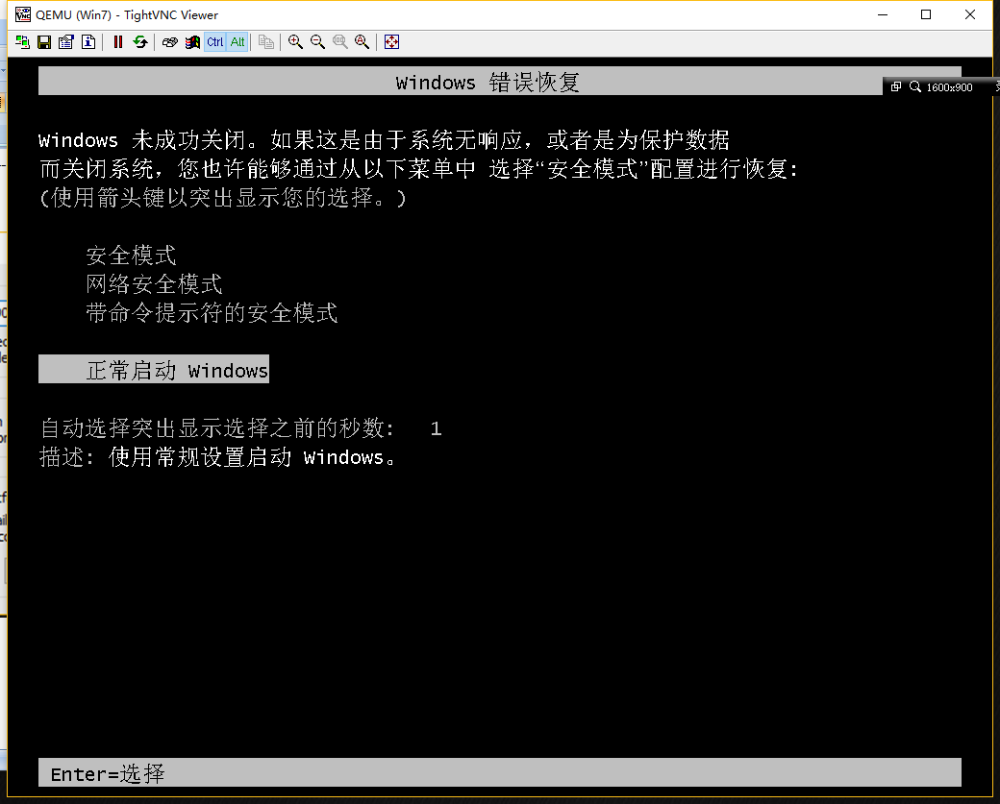 QEMU (Win7) - TightVNC Viewer
Ctrl Alt
Windows 错误恢复
1600x900
Windows 未成功关闭。如果这是由于系统无响应，或者是为保护数据
而关闭系统，您也许能够通过从以下菜单中 选择“安全模式”配置进行恢复:
(使用箭头键以突出显示您的选择。)
安全模式
网络安全模式
带命令提示符的安全模式
正常启动 Windows
自动选择突出显示选择之前的秒数: 1
描述: 使用常规设置启动 Windows。
Enter=选择